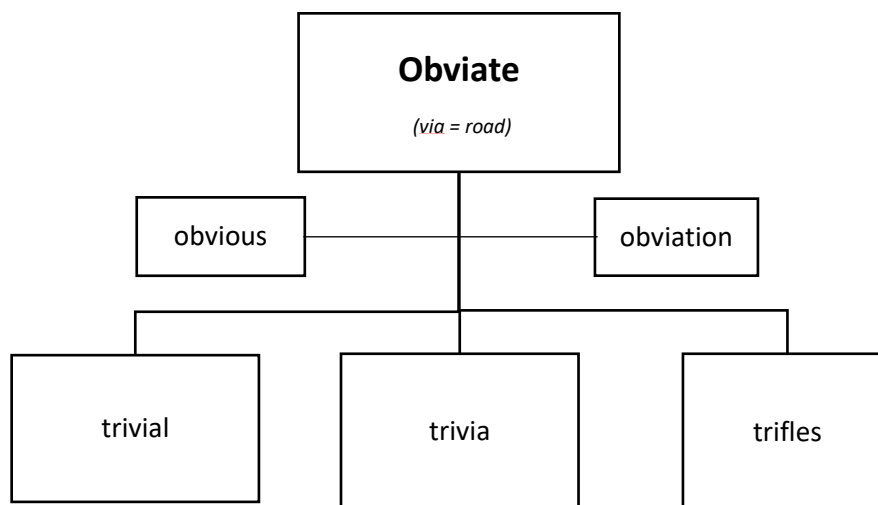 Obviate
(via = road)
obvious
obviation
trivial
trivia
trifles